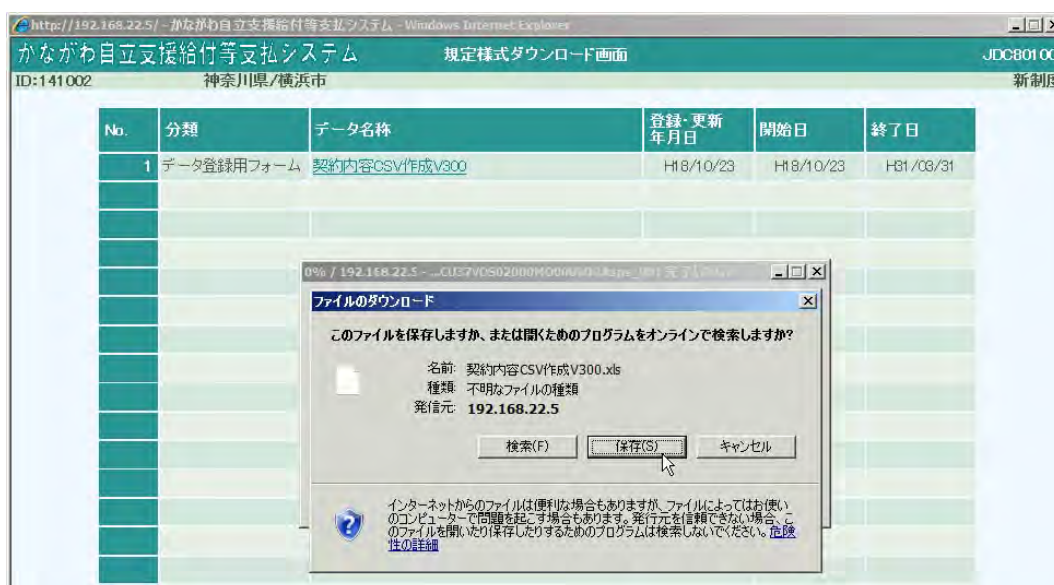 http://192.168.22.5/ - かながわ自立支援給付等支払システム - Windows Internet Explorer
かながわ自立支援給付等支払システム 規定様式ダウンロード画面 JDC80100
ID:141002 神奈川県/横浜市 新制度
No. 分類 データ名称 登録・更新年月日 開始日 終了日
1 データ登録用フォーム 契約内容CSV作成V300 H18/10/23 H18/10/23 H31/03/31
0% / 192.168.22.5 -
ファイルのダウンロード
このファイルを保存しますか、または開くためのプログラムをオンラインで検索しますか?
名前: 契約内容CSV作成V300.xls
種類: 不明なファイルの種類
発信元: 192.168.22.5
検索(F) 保存(S) キャンセル
インターネットからのファイルは便利な場合もありますが、ファイルによってはお使い
のコンピューターで問題を起こす場合もあります。発行元を信頼できない場合、こ
のファイルを開いたり保存したりするためのプログラムは検索しないでください。危険
性の詳細